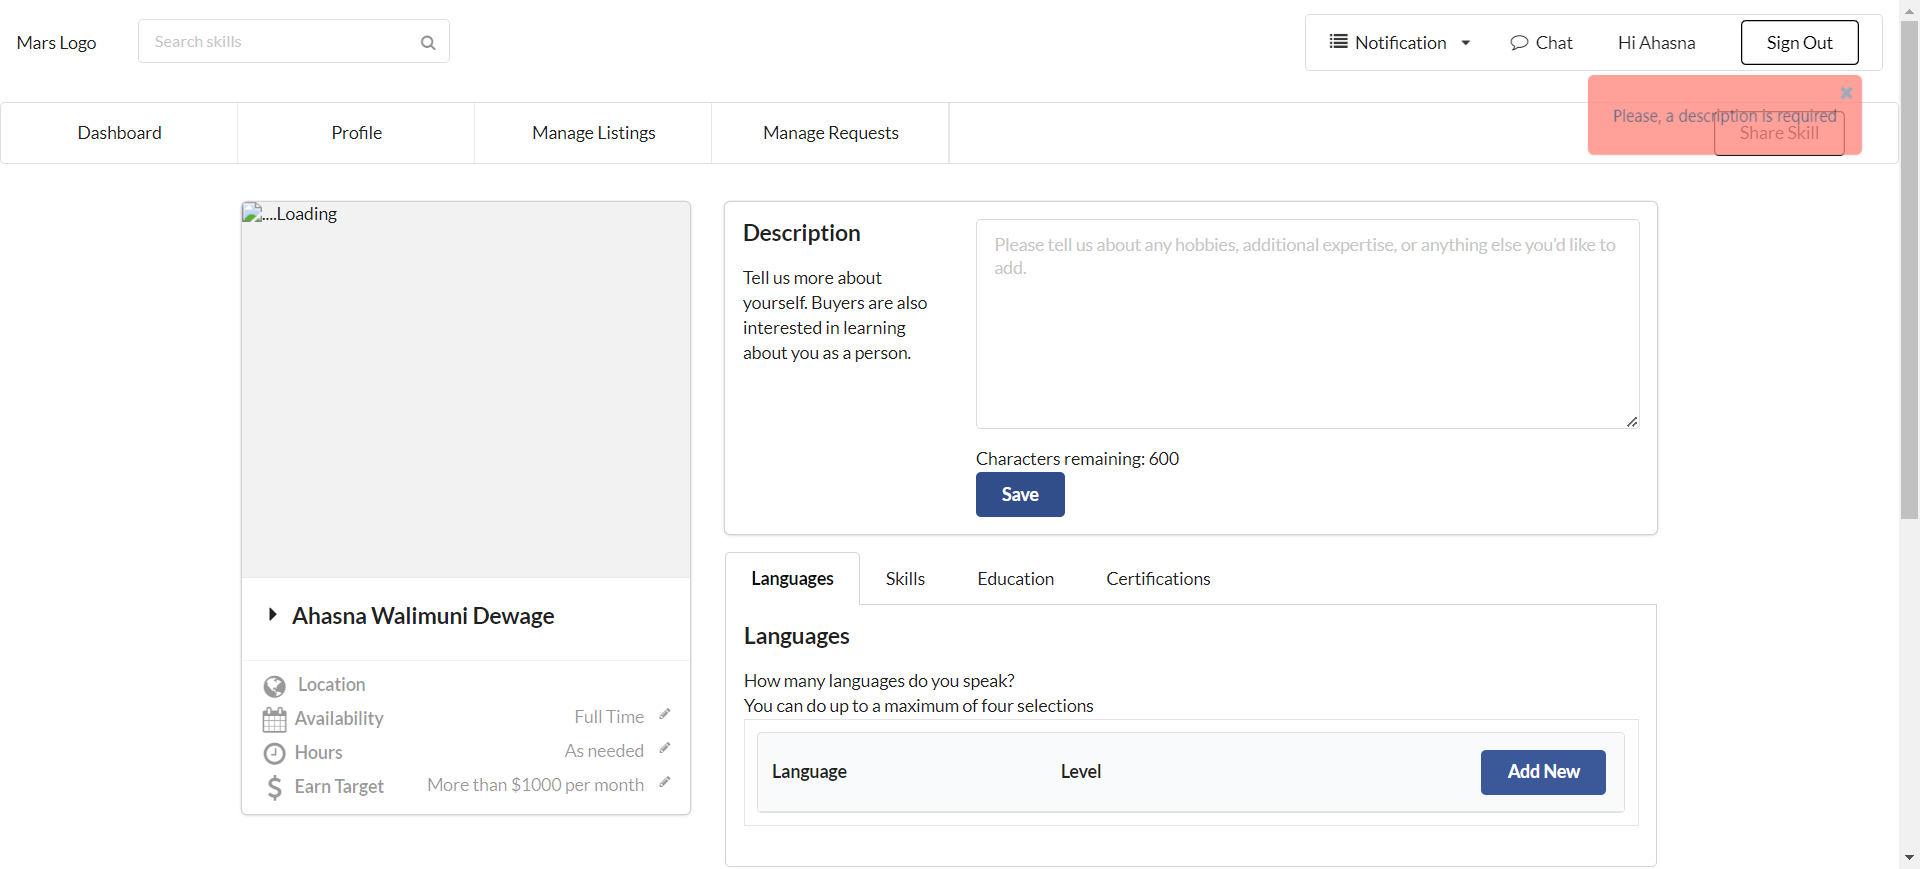 Mars Logo
Search skills
Notification
Chat
Hi Ahasna
Sign Out
Please, a description is required
Dashboard
Profile
Manage Listings
Manage Requests
Share Skill
....Loading
Description
Tell us more about
yourself. Buyers are also
interested in learning
about you as a person.
Please tell us about any hobbies, additional expertise, or anything else you'd like to
add.
Characters remaining: 600
Save
Ahasna Walimuni Dewage
Location
Availability
Full Time
Hours
As needed
Earn Target
More than $1000 per month
Languages
Skills
Education
Certifications
Languages
How many languages do you speak?
You can do up to a maximum of four selections
Language
Level
Add New